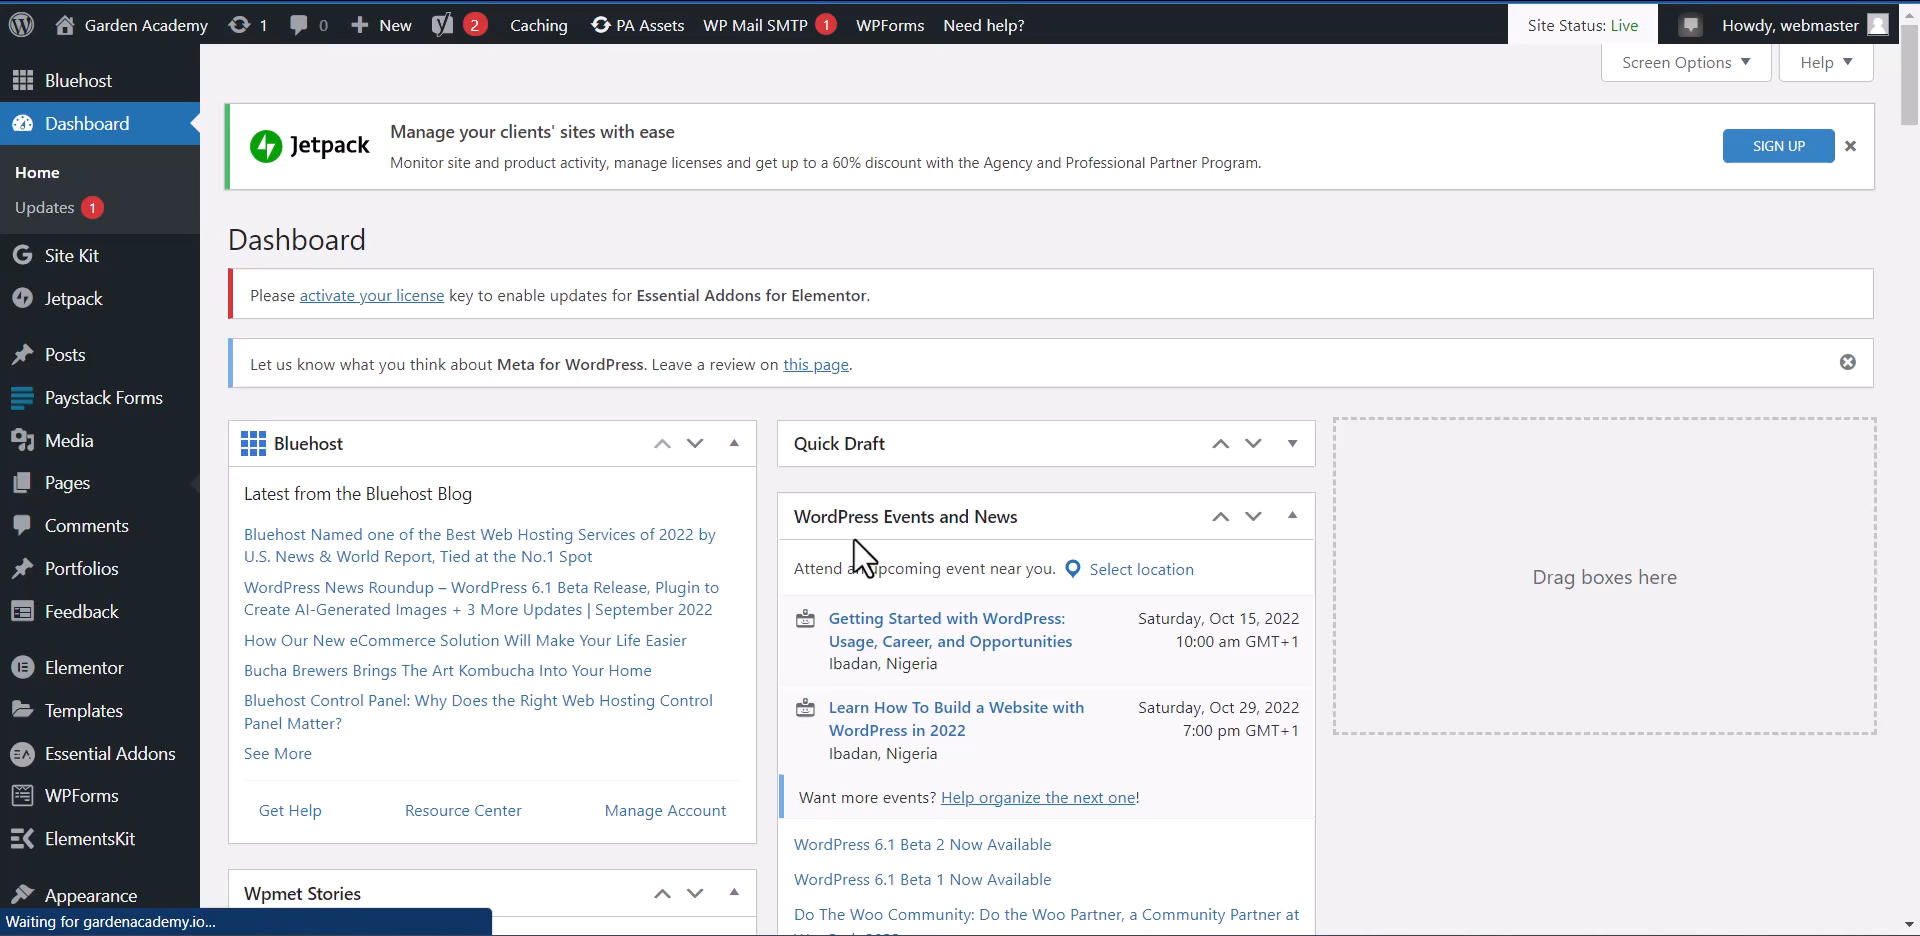 Garden Academy 1 0 New 2 Caching PA Assets WP Mail SMTP 1 WPForms Need help? Site Status: Live Howdy, webmaster
Screen Options Help
Bluehost
Dashboard
Home
Updates 1
Site Kit
Jetpack
Posts
Paystack Forms
Media
Pages
Comments
Portfolios
Feedback
Elementor
Templates
Essential Addons
WPForms
ElementsKit
Appearance
Waiting for gardenacademy.io...
Jetpack
Manage your clients' sites with ease
Monitor site and product activity, manage licenses and get up to a 60% discount with the Agency and Professional Partner Program.
SIGN UP
Dashboard
Please activate your license key to enable updates for Essential Addons for Elementor.
Let us know what you think about Meta for WordPress. Leave a review on this page.
Bluehost
Latest from the Bluehost Blog
Bluehost Named one of the Best Web Hosting Services of 2022 by
U.S. News & World Report, Tied at the No.1 Spot
WordPress News Roundup – WordPress 6.1 Beta Release, Plugin to
Create AI-Generated Images + 3 More Updates | September 2022
How Our New eCommerce Solution Will Make Your Life Easier
Bucha Brewers Brings The Art Kombucha Into Your Home
Bluehost Control Panel: Why Does the Right Web Hosting Control
Panel Matter?
See More
Get Help Resource Center Manage Account
Wpmet Stories
Quick Draft
WordPress Events and News
Attend an upcoming event near you. Select location
Getting Started with WordPress: Saturday, Oct 15, 2022
Usage, Career, and Opportunities 10:00 am GMT+1
Ibadan, Nigeria
Learn How To Build a Website with Saturday, Oct 29, 2022
WordPress in 2022 7:00 pm GMT+1
Ibadan, Nigeria
Want more events? Help organize the next one!
WordPress 6.1 Beta 2 Now Available
WordPress 6.1 Beta 1 Now Available
Do The Woo Community: Do the Woo Partner, a Community Partner at
Drag boxes here